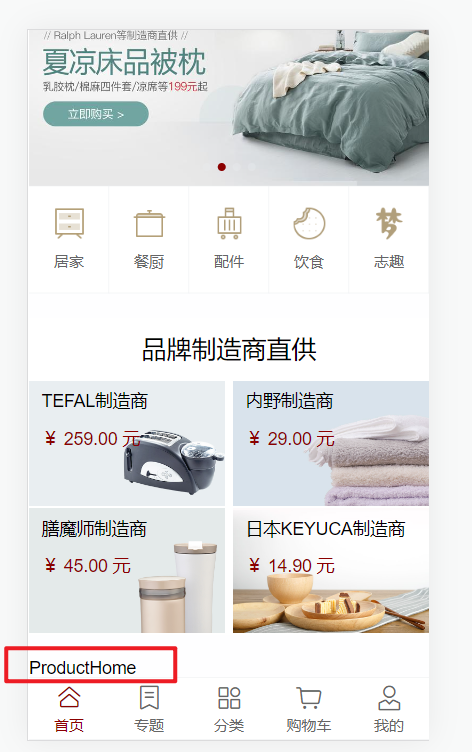 // Ralph Lauren等制造商直供 //
夏凉床品被枕
乳胶枕/棉麻四件套/凉席等199元起
立即购买 >
居家 餐厨 配件 饮食 志趣
梦
品牌制造商直供
TEFAL制造商
¥ 259.00 元
内野制造商
¥ 29.00 元
膳魔师制造商
¥ 45.00 元
日本KEYUCA制造商
¥ 14.90 元
ProductHome
首页 专题 分类 购物车 我的